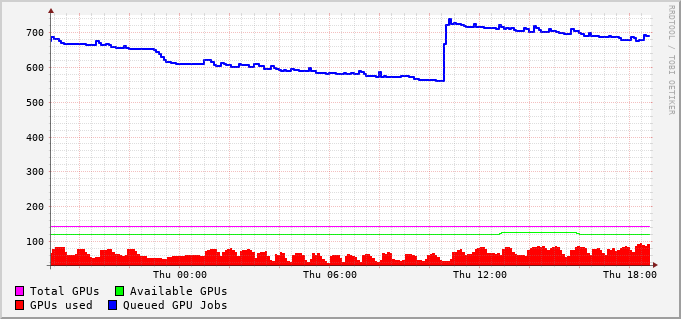 RRDTOOL / TOBI OETIKER
700
600
500
400
300
200
100
Thu 00:00 Thu 06:00 Thu 12:00 Thu 18:00
Total GPUs Available GPUs
GPUs used Queued GPU Jobs